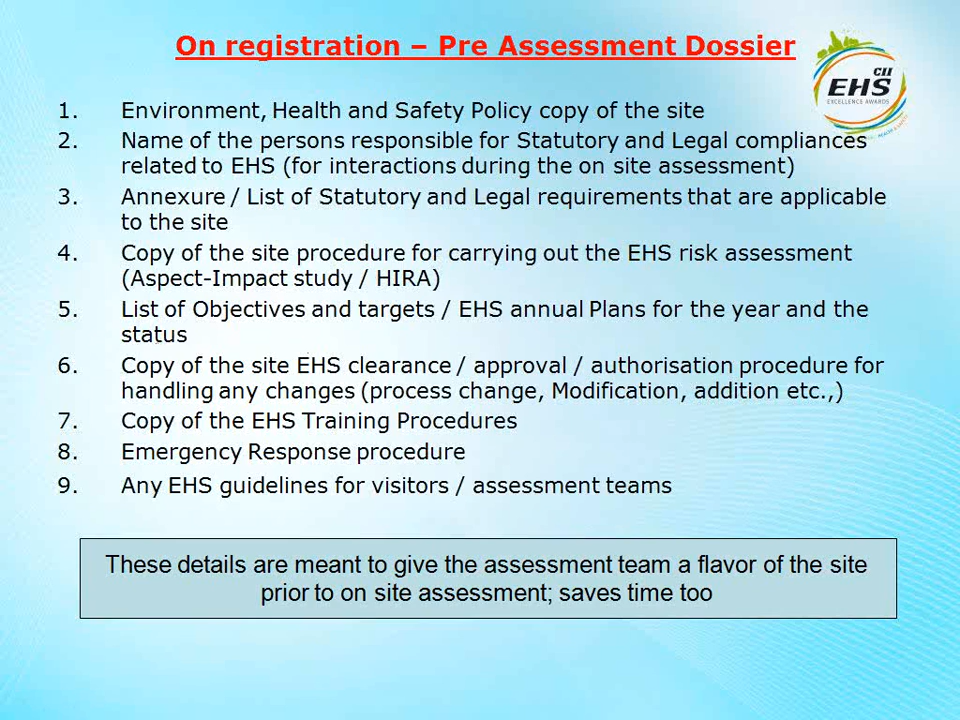 On registration – Pre Assessment Dossier
CII
EHS
EXCELLENCE AWARDS
1. Environment, Health and Safety Policy copy of the site
2. Name of the persons responsible for Statutory and Legal compliances
related to EHS (for interactions during the on site assessment)
3. Annexure / List of Statutory and Legal requirements that are applicable
to the site
4. Copy of the site procedure for carrying out the EHS risk assessment
(Aspect-Impact study / HIRA)
5. List of Objectives and targets / EHS annual Plans for the year and the
status
6. Copy of the site EHS clearance / approval / authorisation procedure for
handling any changes (process change, Modification, addition etc.,)
7. Copy of the EHS Training Procedures
8. Emergency Response procedure
9. Any EHS guidelines for visitors / assessment teams
These details are meant to give the assessment team a flavor of the site
prior to on site assessment; saves time too